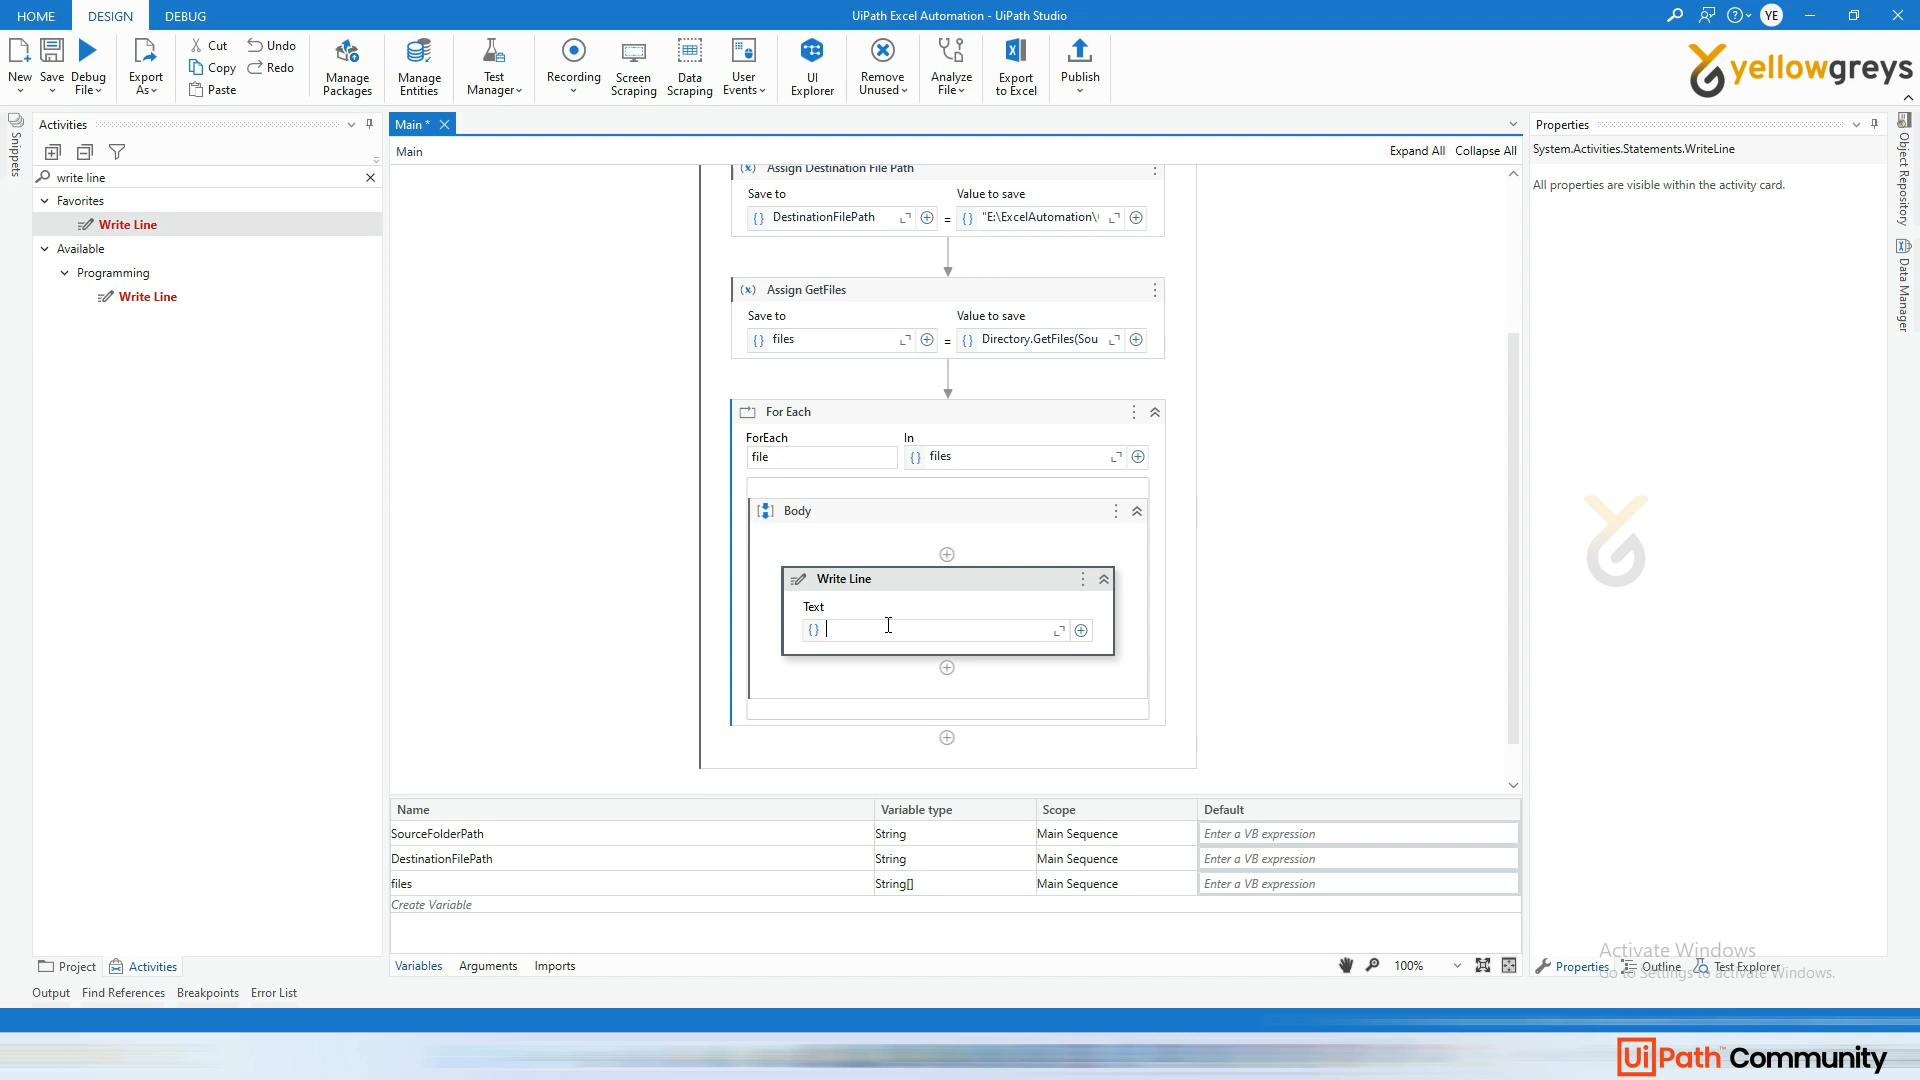 HOME DESIGN DEBUG UiPath Excel Automation - UiPath Studio YE
New Save Debug File Export As Cut Copy Paste Undo Redo Manage Packages Manage Entities Test Manager Recording Screen Scraping Data Scraping User Events UI Explorer Remove Unused Analyze File Export to Excel Publish
yellowgreys
Snippets
Activities
write line
Favorites
Write Line
Available
Programming
Write Line
Main *
Main Expand All Collapse All
Assign Destination File Path
Save to Value to save
DestinationFilePath = "E:\ExcelAutomation\
Assign GetFiles
Save to Value to save
files = Directory.GetFiles(Sou
For Each
ForEach In
file files
Body
Write Line
Text
Name Variable type Scope Default
SourceFolderPath String Main Sequence Enter a VB expression
DestinationFilePath String Main Sequence Enter a VB expression
files String[] Main Sequence Enter a VB expression
Create Variable
Variables Arguments Imports 100%
Properties
System.Activities.Statements.WriteLine
All properties are visible within the activity card.
Object Repository
Data Manager
Activate Windows
Go to Settings to activate Windows.
Project Activities
Properties Outline Test Explorer
Output Find References Breakpoints Error List
UiPath™ Community